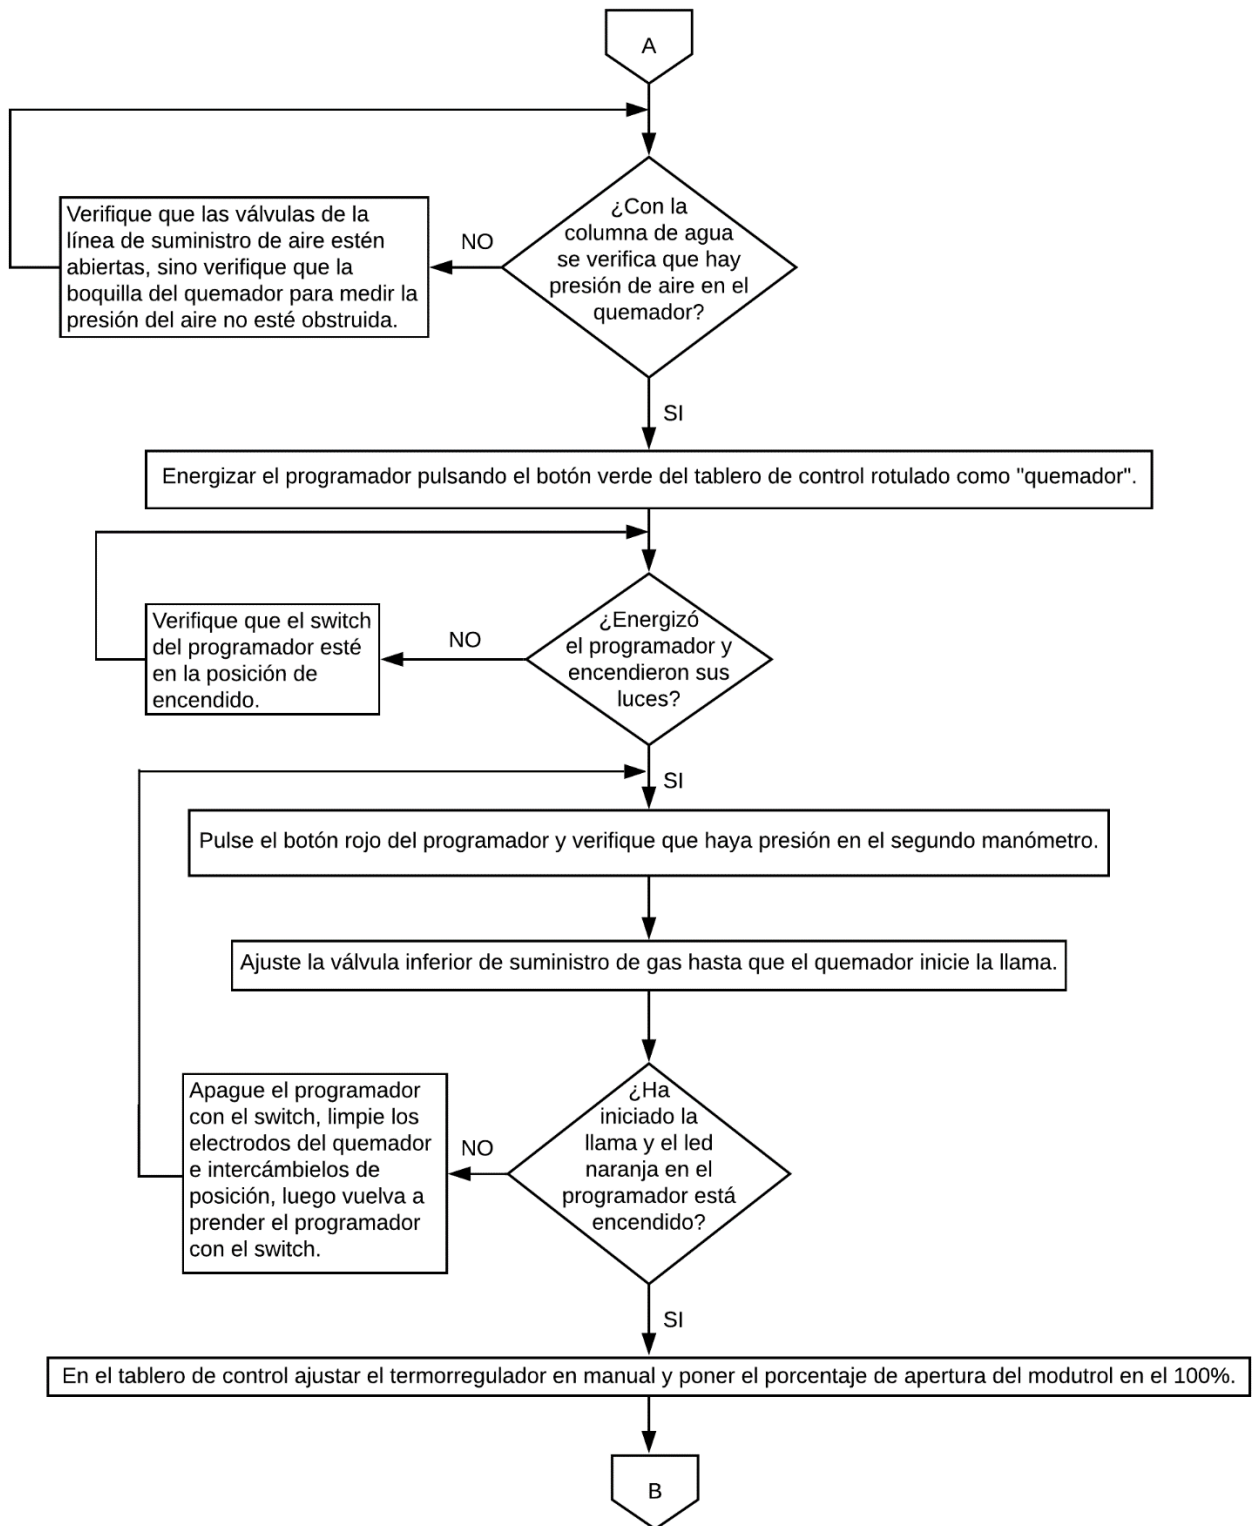 A
¿Con la
columna de agua
se verifica que hay
presión de aire en el
quemador?
NO
Verifique que las válvulas de la
línea de suministro de aire estén
abiertas, sino verifique que la
boquilla del quemador para medir la
presión del aire no esté obstruida.
SI
Energizar el programador pulsando el botón verde del tablero de control rotulado como "quemador".
¿Energizó
el programador y
encendieron sus
luces?
NO
Verifique que el switch
del programador esté
en la posición de
encendido.
SI
Pulse el botón rojo del programador y verifique que haya presión en el segundo manómetro.
Ajuste la válvula inferior de suministro de gas hasta que el quemador inicie la llama.
¿Ha
iniciado la
llama y el led
naranja en el
programador está
encendido?
NO
Apague el programador
con el switch, limpie los
electrodos del quemador
e intercámbielos de
posición, luego vuelva a
prender el programador
con el switch.
SI
En el tablero de control ajustar el termorregulador en manual y poner el porcentaje de apertura del modutrol en el 100%.
B